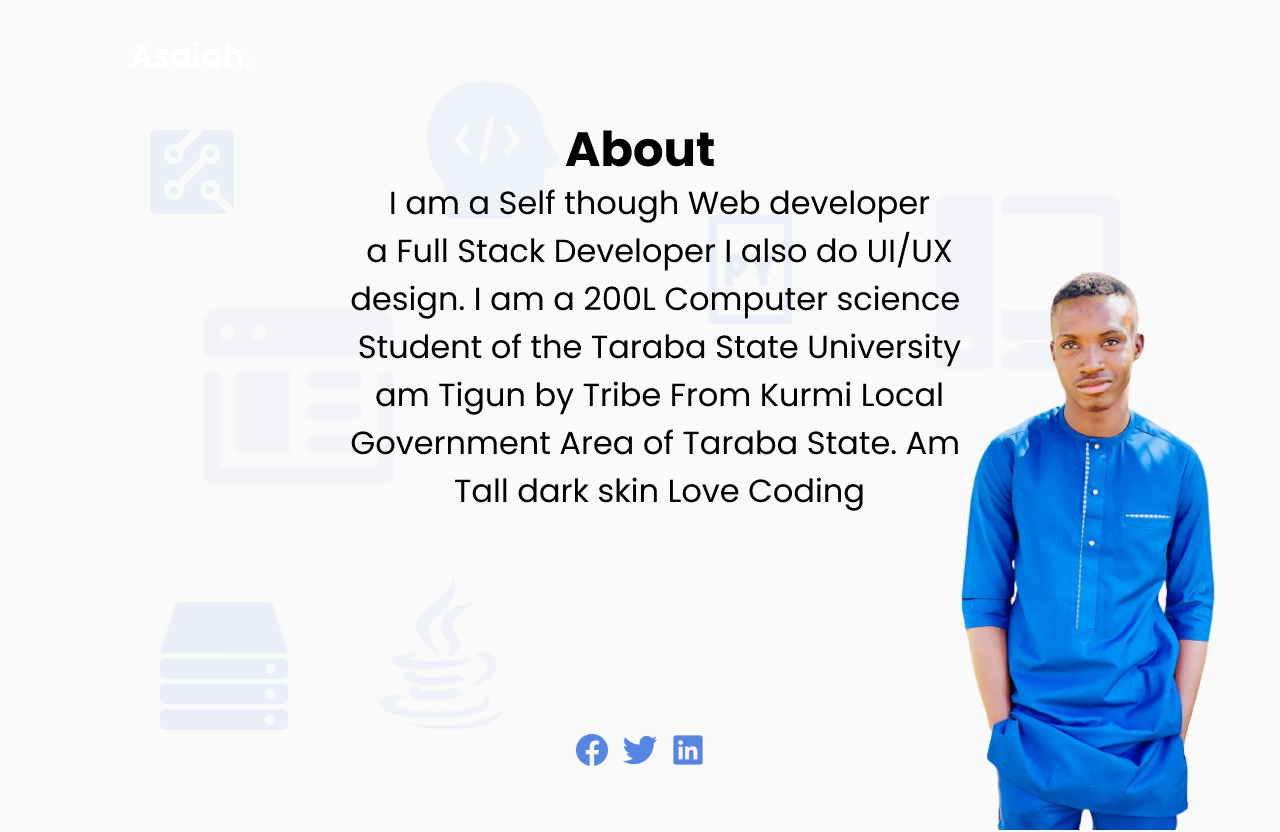 Asaiah.
About
I am a Self though Web developer
a Full Stack Developer I also do UI/UX
design. I am a 200L Computer science
Student of the Taraba State University
am Tigun by Tribe From Kurmi Local
Government Area of Taraba State. Am
Tall dark skin Love Coding